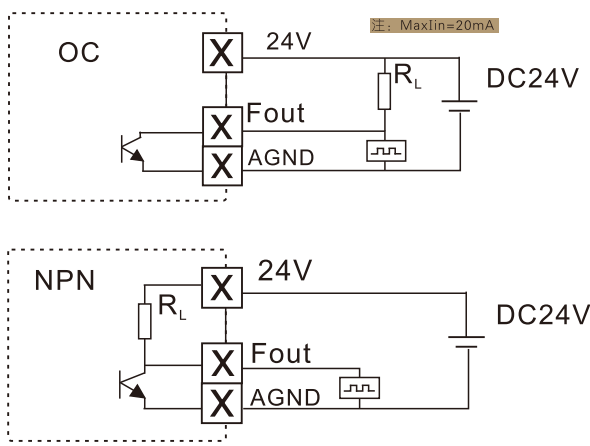 注：MaxIin=20mA
OC
X
24V
RL
DC24V
X
Fout
X
AGND
NPN
X
24V
RL
DC24V
X
Fout
X
AGND